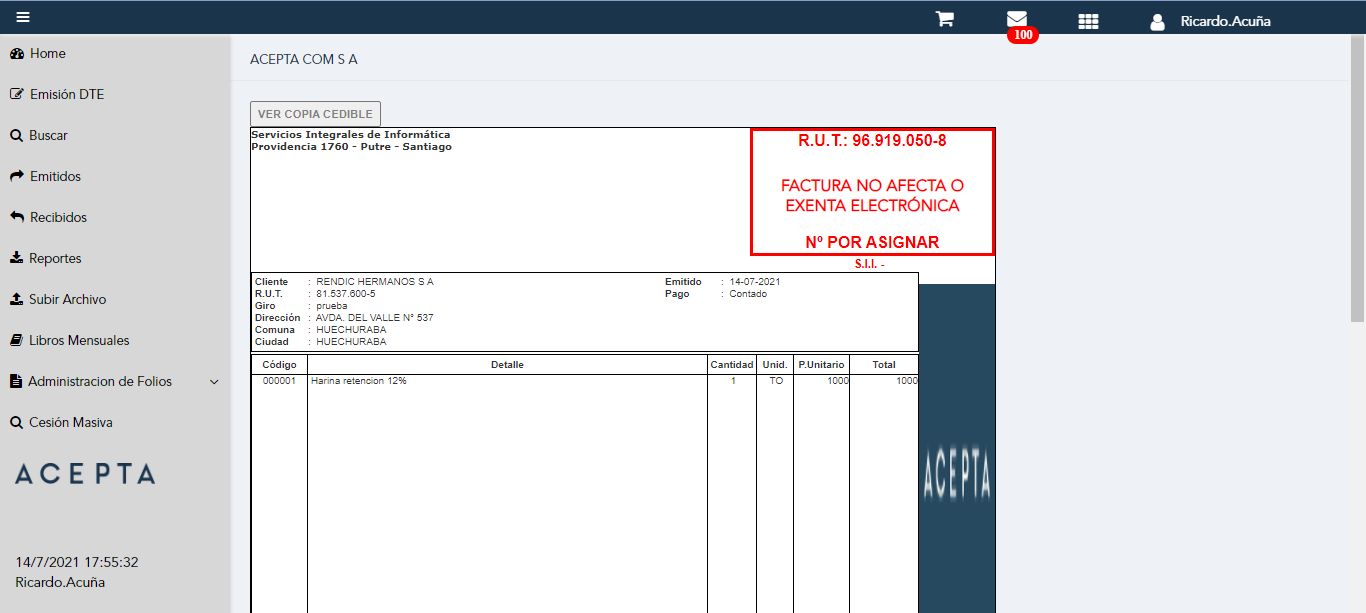 Ricardo.Acuña
100
Home
Emisión DTE
Buscar
Emitidos
Recibidos
Reportes
Subir Archivo
Libros Mensuales
Administracion de Folios
Cesión Masiva
ACEPTA
14/7/2021 17:55:32
Ricardo.Acuña
ACEPTA COM S A
VER COPIA CEDIBLE
Servicios Integrales de Informática
Providencia 1760 - Putre - Santiago
R.U.T.: 96.919.050-8
FACTURA NO AFECTA O
EXENTA ELECTRÓNICA
Nº POR ASIGNAR
S.I.I. -
Cliente : RENDIC HERMANOS S A Emitido : 14-07-2021
R.U.T. : 81.537.600-5 Pago : Contado
Giro : prueba
Dirección : AVDA. DEL VALLE N° 537
Comuna : HUECHURABA
Ciudad : HUECHURABA
Código Detalle Cantidad Unid. P.Unitario Total
000001 Harina retencion 12% 1 TO 1000 1000
ACEPTA